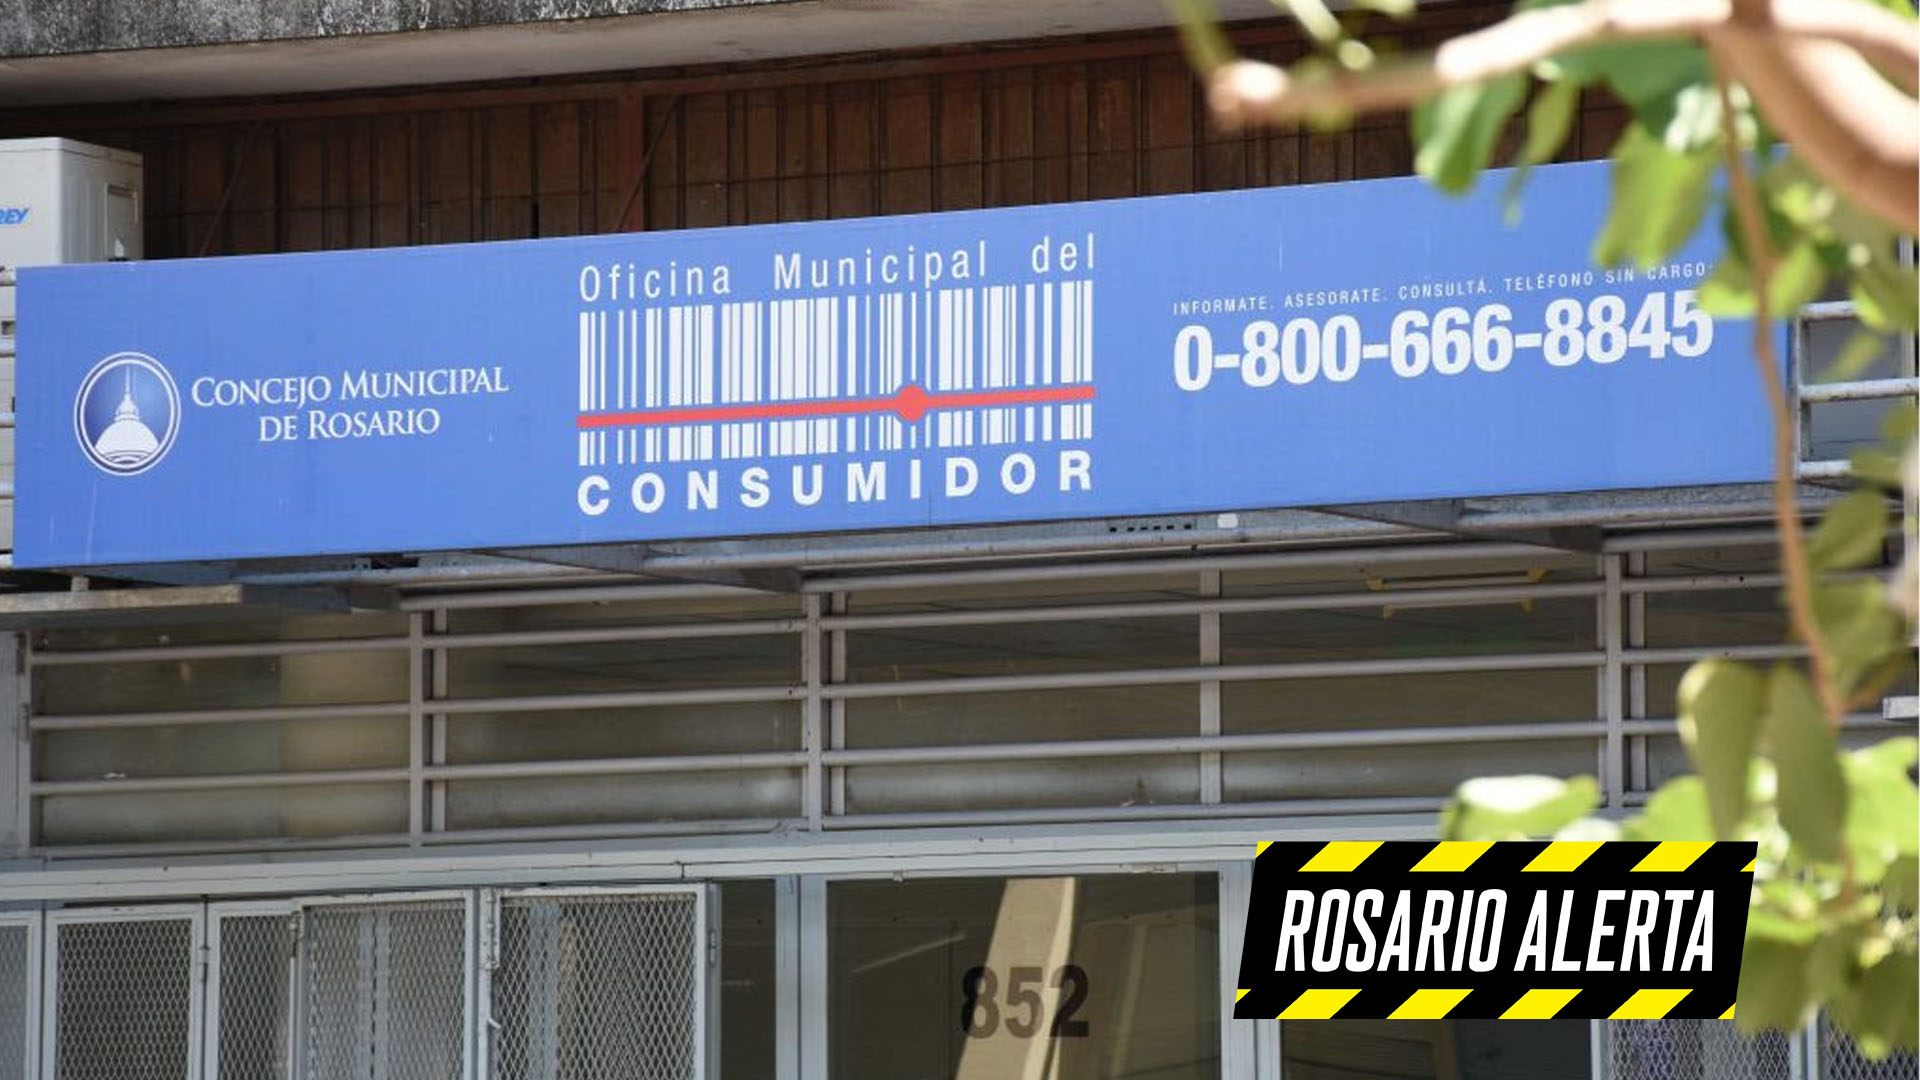 CONCEJO MUNICIPAL
DE ROSARIO
Oficina Municipal del
CONSUMIDOR
INFORMATE. ASESORATE. CONSULTÁ. TELÉFONO SIN CARGO:
0-800-666-8845
852
ROSARIO ALERTA